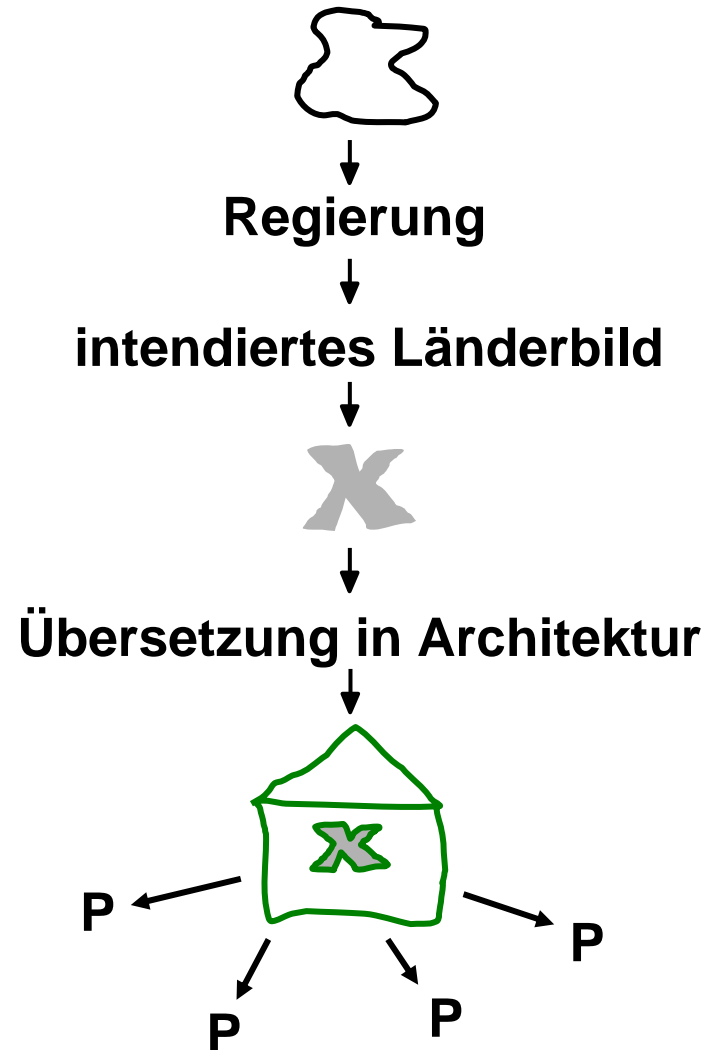 Regierung
intendiertes Länderbild
X
Übersetzung in Architektur
X
P
P
P
P